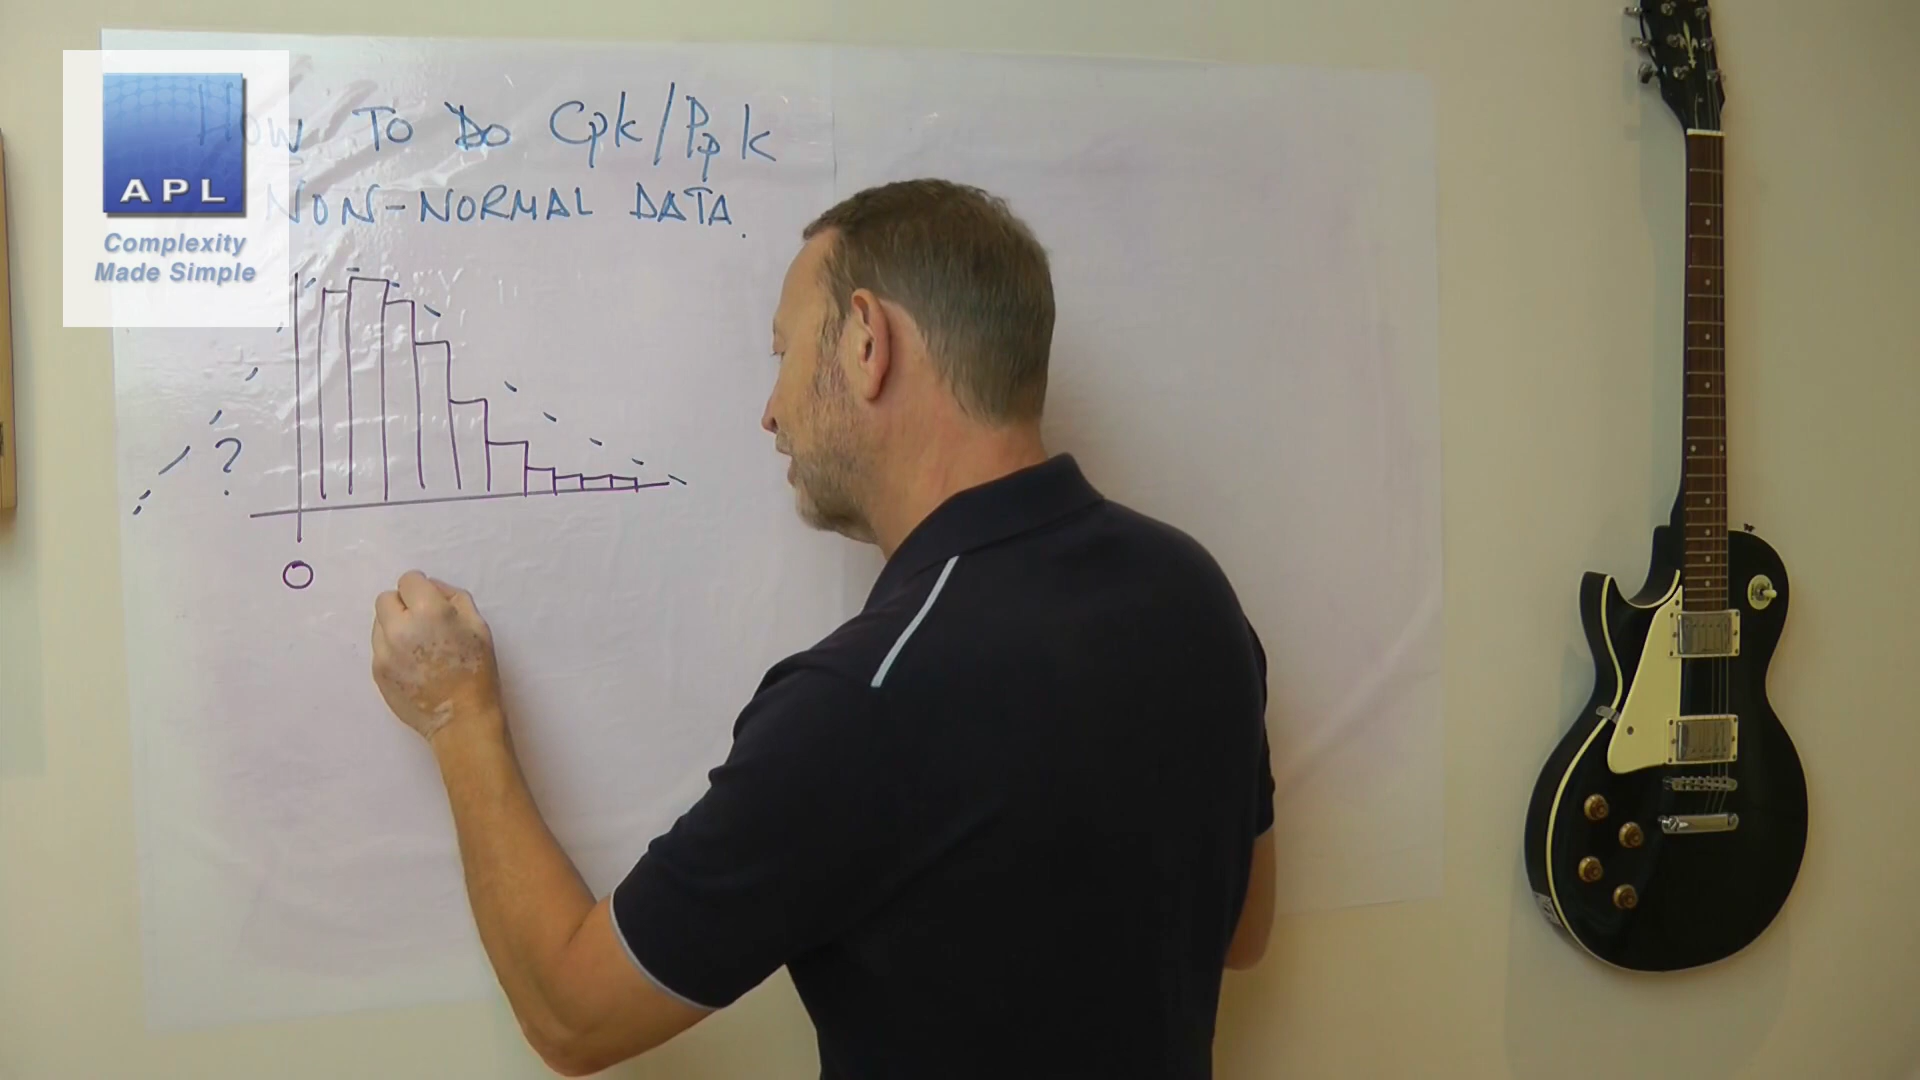 HOW TO DO Cpk/Ppk
NON-NORMAL DATA.
APL
Complexity
Made Simple
?
0